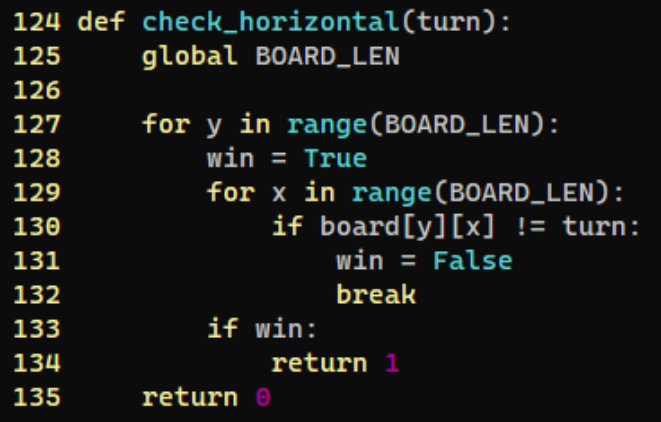 124 def check_horizontal(turn):
125     global BOARD_LEN
126
127     for y in range(BOARD_LEN):
128         win = True
129         for x in range(BOARD_LEN):
130             if board[y][x] != turn:
131                 win = False
132                 break
133         if win:
134             return 1
135     return 0